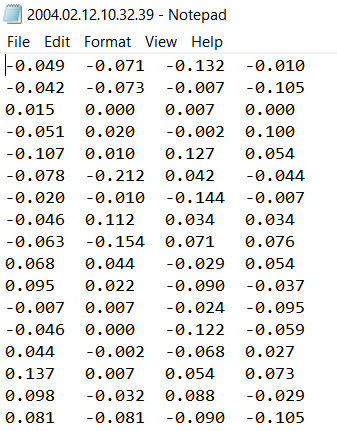 2004.02.12.10.32.39 - Notepad
File Edit Format View Help
-0.049 -0.071 -0.132 -0.010
-0.042 -0.073 -0.007 -0.105
0.015 0.000 0.007 0.000
-0.051 0.020 -0.002 0.100
-0.107 0.010 0.127 0.054
-0.078 -0.212 0.042 -0.044
-0.020 -0.010 -0.144 -0.007
-0.046 0.112 0.034 0.034
-0.063 -0.154 0.071 0.076
0.068 0.044 -0.029 0.054
0.095 0.022 -0.090 -0.037
-0.007 0.007 -0.024 -0.095
-0.046 0.000 -0.122 -0.059
0.044 -0.002 -0.068 0.027
0.137 0.007 0.054 0.073
0.098 -0.032 0.088 -0.029
0.081 -0.081 -0.090 -0.105